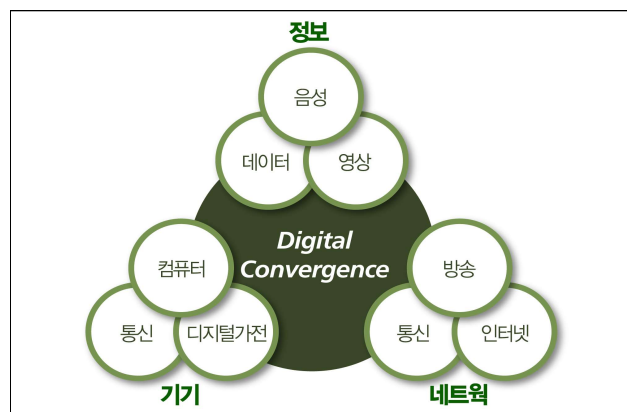 정보
음성
데이터
영상
Digital
Convergence
컴퓨터
통신
디지털가전
기기
방송
통신
인터넷
네트웍